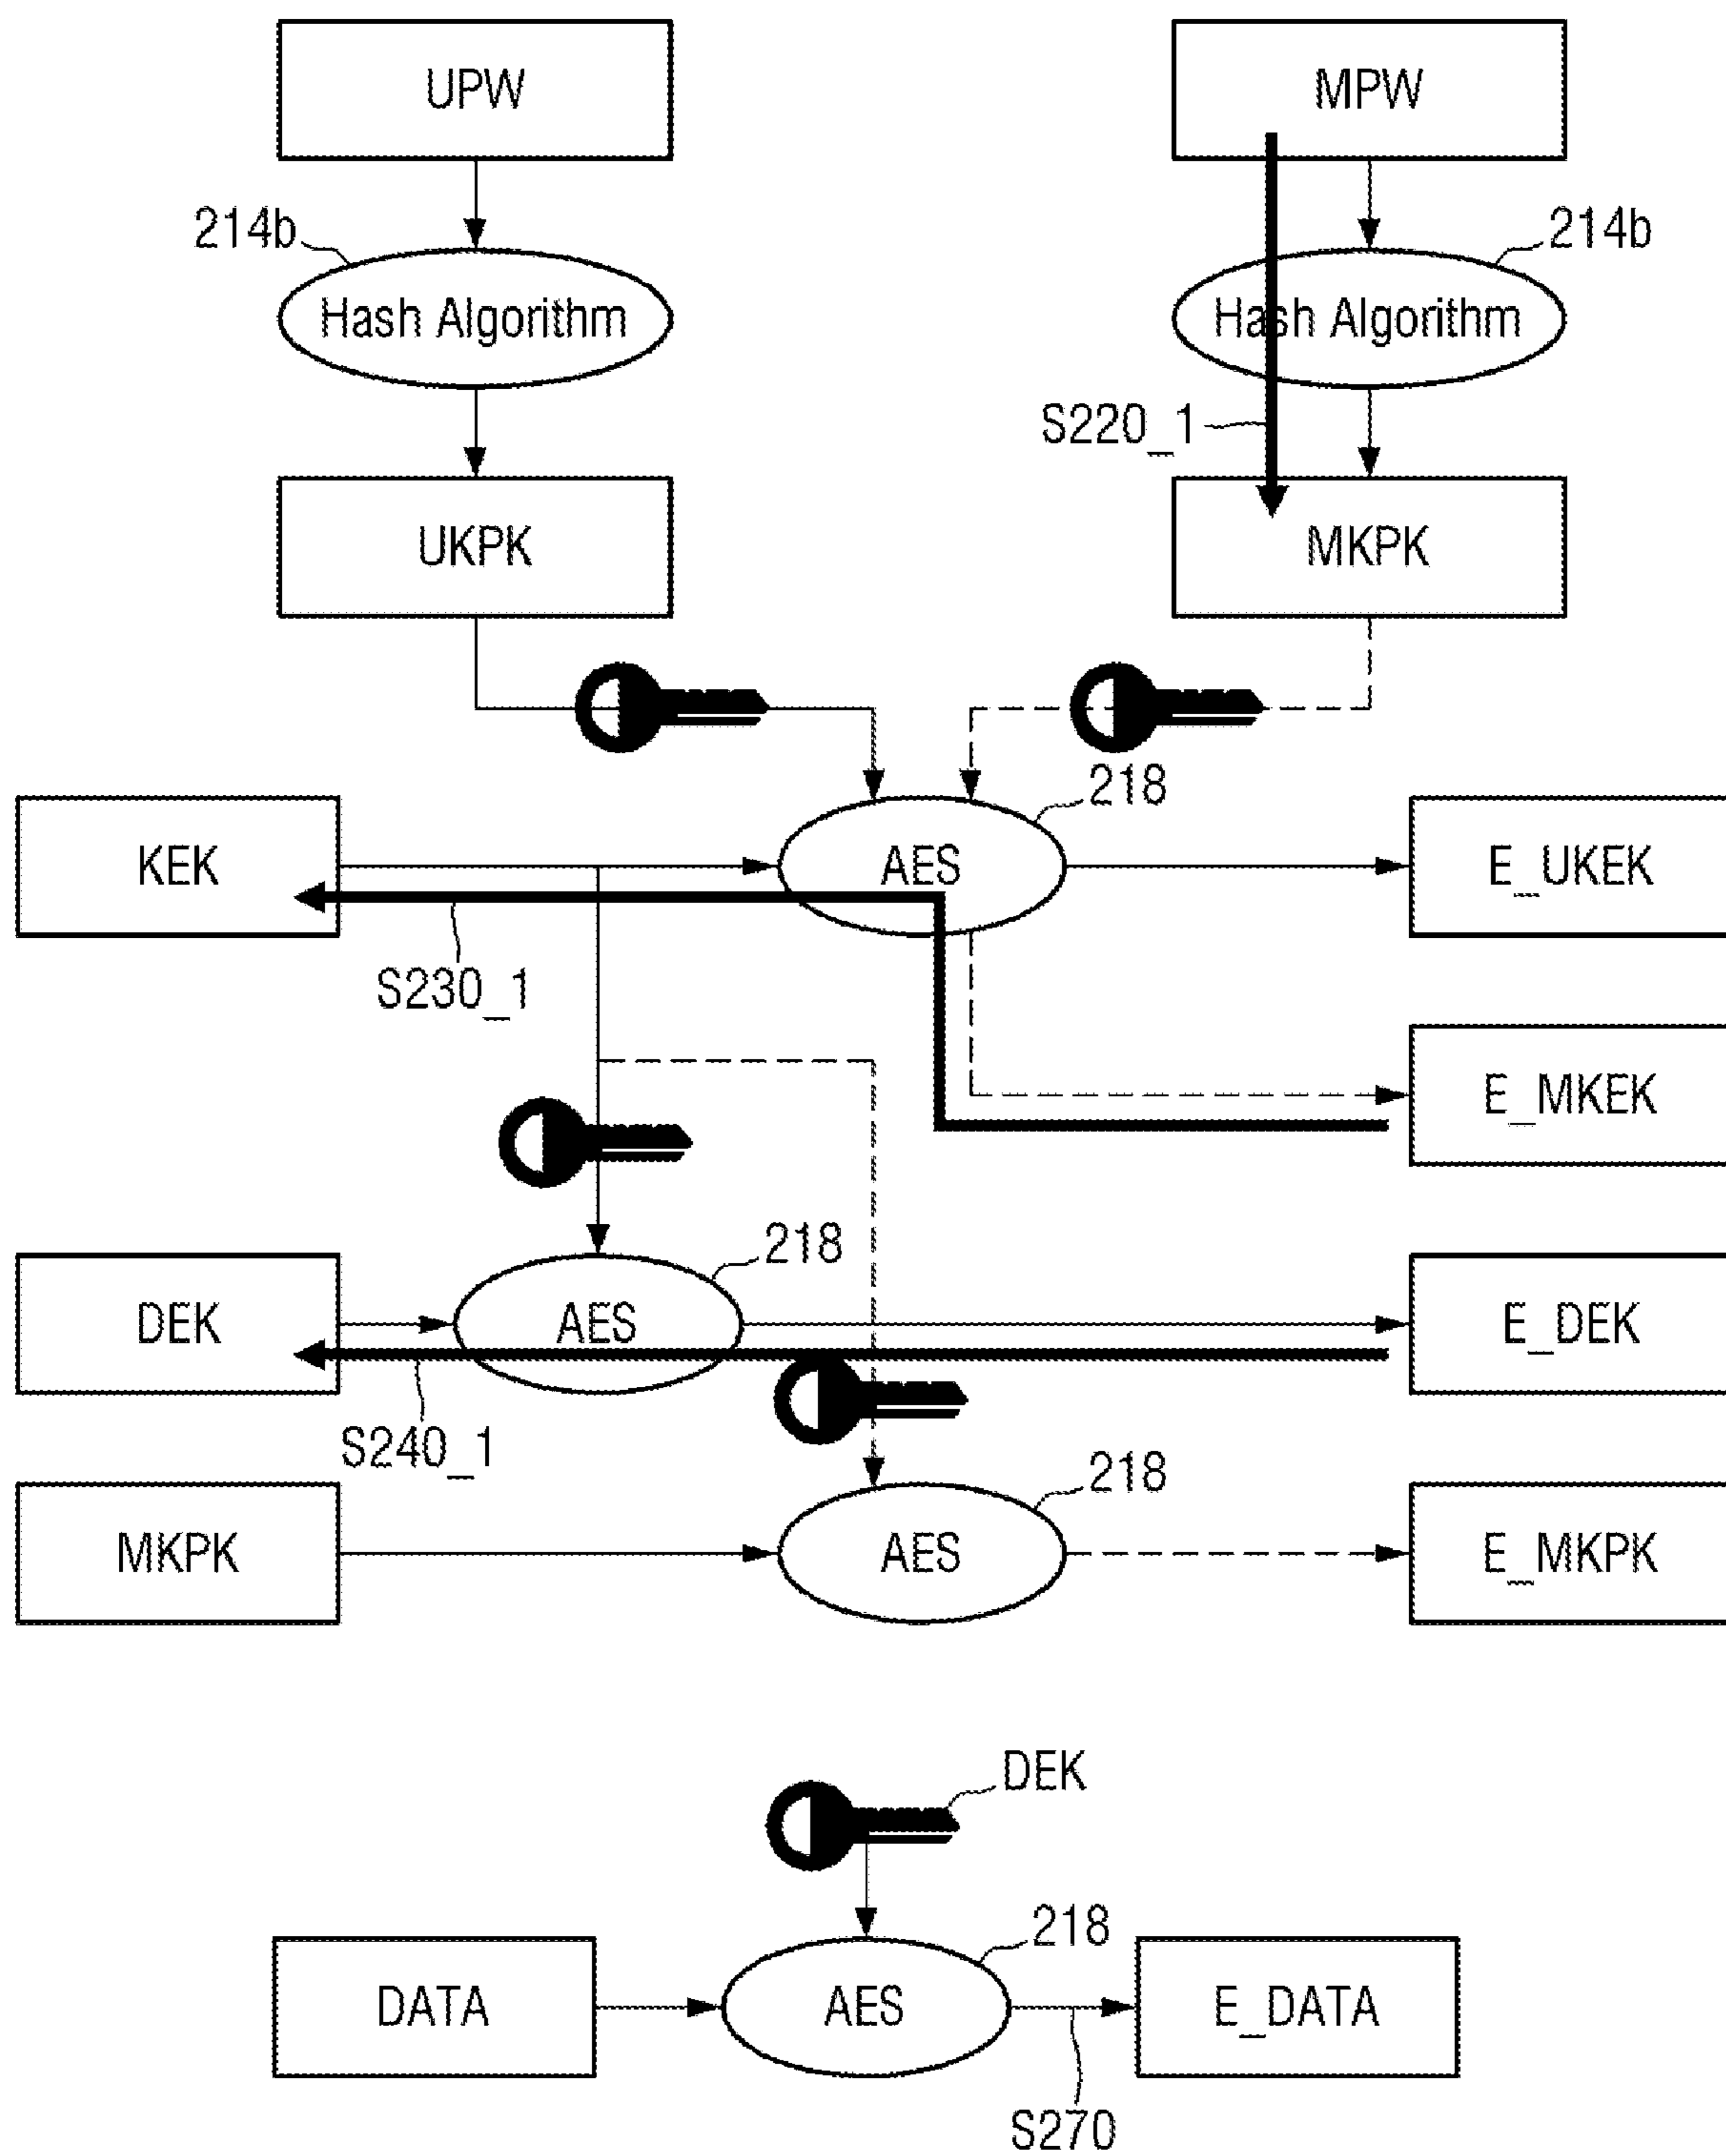 UPW
MPW
214b
214b
Hash Algorithm
Hash Algorithm
S220_1
UKPK
MKPK
218
KEK
AES
E_UKEK
S230_1
E_MKEK
218
DEK
AES
E_DEK
S240_1
218
MKPK
AES
E_MKPK
DEK
218
DATA
AES
E_DATA
S270